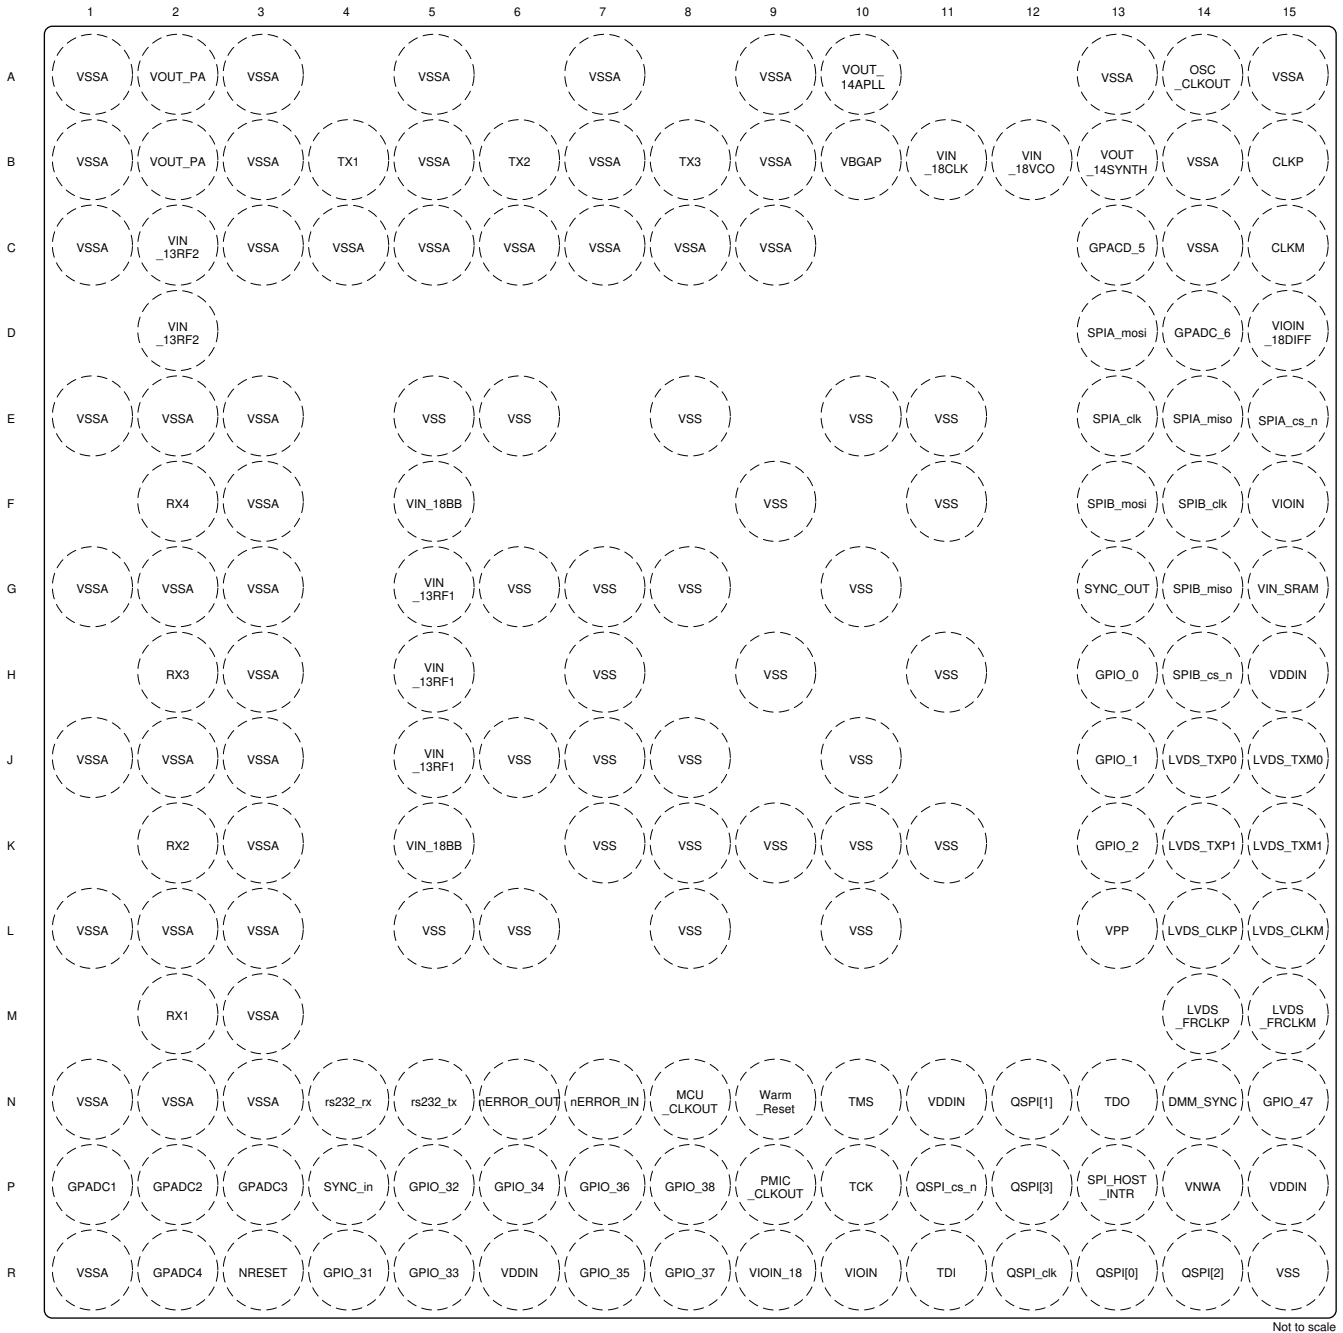 1 2 3 4 5 6 7 8 9 10 11 12 13 14 15
A VSSA VOUT_PA VSSA VSSA VSSA VSSA VOUT_ 14APLL VSSA OSC _CLKOUT VSSA
B VSSA VOUT_PA VSSA TX1 VSSA TX2 VSSA TX3 VSSA VBGAP VIN _18CLK VIN _18VCO VOUT _14SYNTH VSSA CLKP
C VSSA VIN _13RF2 VSSA VSSA VSSA VSSA VSSA VSSA VSSA GPACD_5 VSSA CLKM
D VIN _13RF2 SPIA_mosi GPADC_6 VIOIN _18DIFF
E VSSA VSSA VSSA VSS VSS VSS VSS VSS SPIA_clk SPIA_miso SPIA_cs_n
F RX4 VSSA VIN_18BB VSS VSS SPIB_mosi SPIB_clk VIOIN
G VSSA VSSA VSSA VIN _13RF1 VSS VSS VSS VSS SYNC_OUT SPIB_miso VIN_SRAM
H RX3 VSSA VIN _13RF1 VSS VSS VSS GPIO_0 SPIB_cs_n VDDIN
J VSSA VSSA VSSA VIN _13RF1 VSS VSS VSS VSS GPIO_1 LVDS_TXP0 LVDS_TXM0
K RX2 VSSA VIN_18BB VSS VSS VSS VSS VSS GPIO_2 LVDS_TXP1 LVDS_TXM1
L VSSA VSSA VSSA VSS VSS VSS VSS VPP LVDS_CLKP LVDS_CLKM
M RX1 VSSA LVDS _FRCLKP LVDS _FRCLKM
N VSSA VSSA VSSA rs232_rx rs232_tx nERROR_OUT nERROR_IN MCU _CLKOUT Warm _Reset TMS VDDIN QSPI[1] TDO DMM_SYNC GPIO_47
P GPADC1 GPADC2 GPADC3 SYNC_in GPIO_32 GPIO_34 GPIO_36 GPIO_38 PMIC _CLKOUT TCK QSPI_cs_n QSPI[3] SPI_HOST _INTR VNWA VDDIN
R VSSA GPADC4 NRESET GPIO_31 GPIO_33 VDDIN GPIO_35 GPIO_37 VIOIN_18 VIOIN TDI QSPI_clk QSPI[0] QSPI[2] VSS
Not to scale